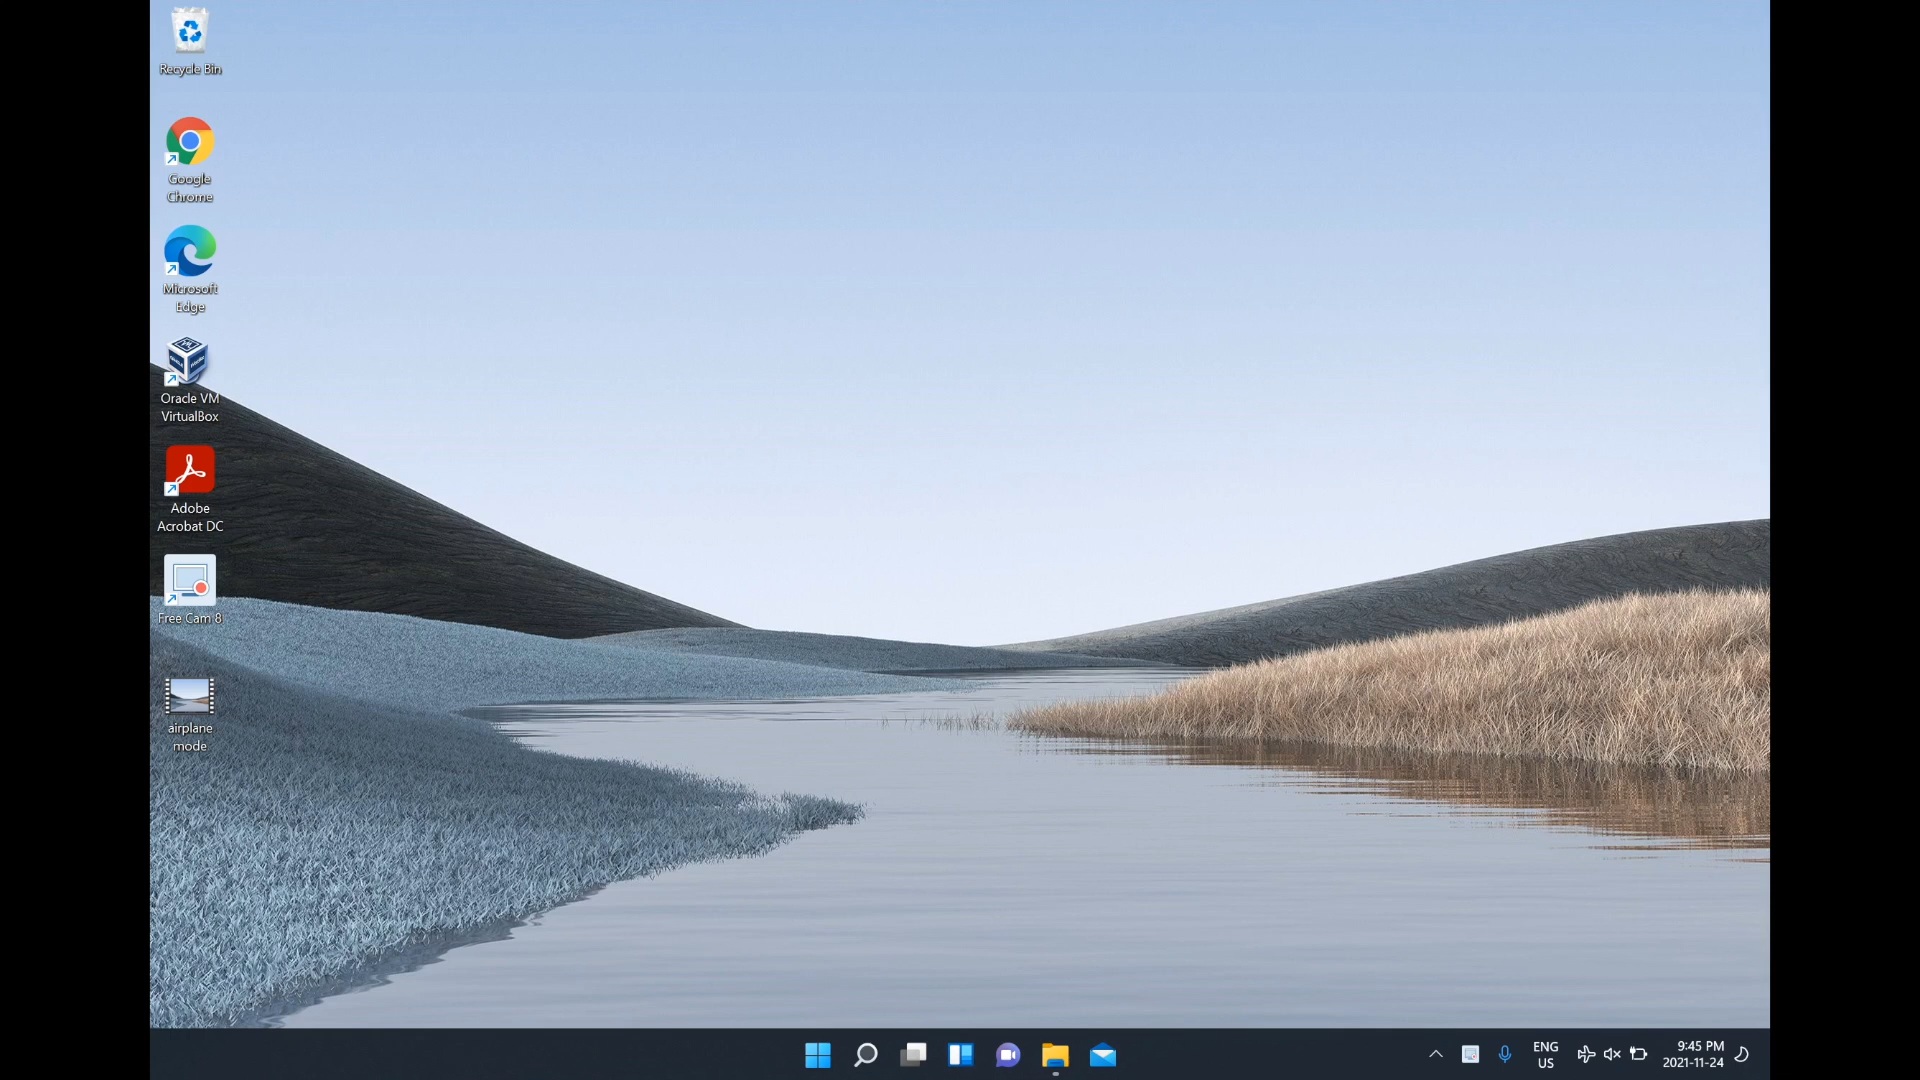 Recycle Bin
Google
Chrome
Microsoft
Edge
Oracle VM
VirtualBox
Adobe
Acrobat DC
Free Cam 8
airplane
mode
ENG
US
9:45 PM
2021-11-24